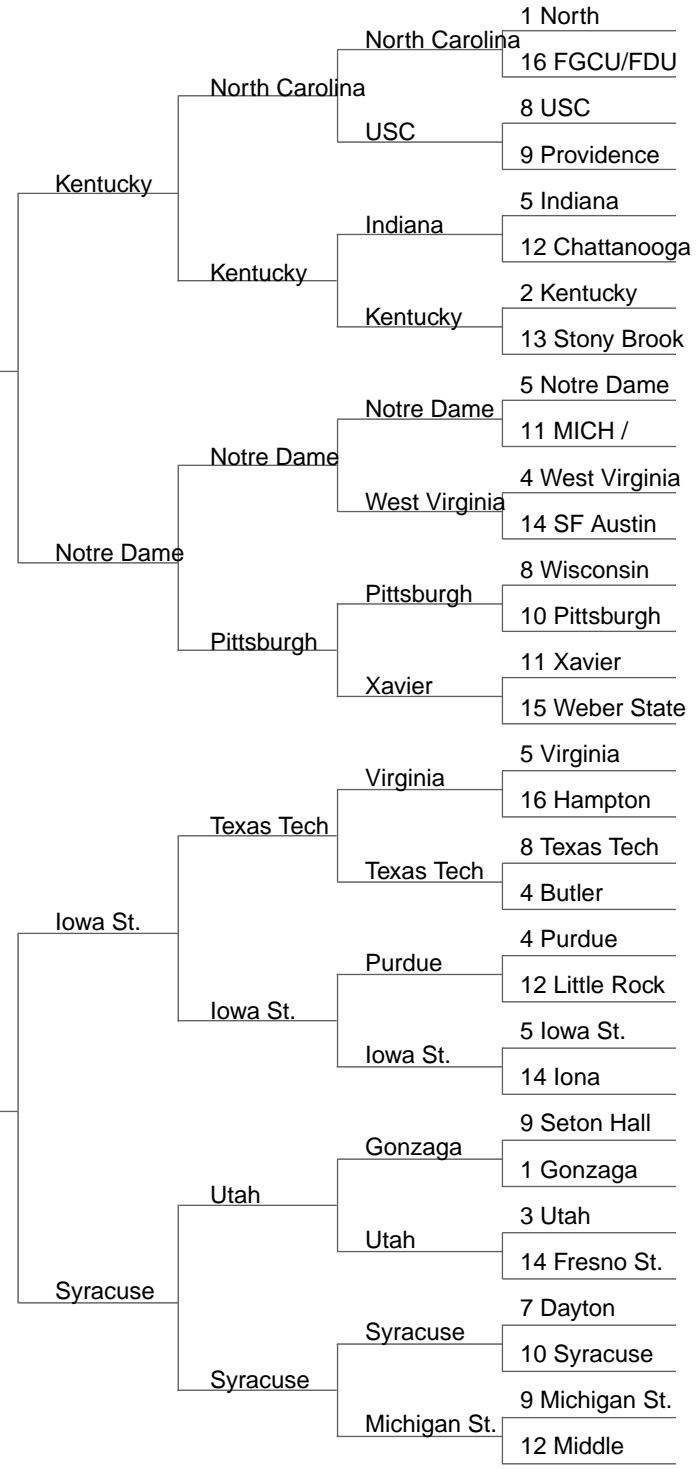 1 North
North Carolina
16 FGCU/FDU
North Carolina
8 USC
USC
9 Providence
Kentucky
5 Indiana
Indiana
12 Chattanooga
Kentucky
2 Kentucky
Kentucky
13 Stony Brook
5 Notre Dame
Notre Dame
11 MICH /
Notre Dame
4 West Virginia
West Virginia
14 SF Austin
Notre Dame
8 Wisconsin
Pittsburgh
10 Pittsburgh
Pittsburgh
11 Xavier
Xavier
15 Weber State
5 Virginia
Virginia
16 Hampton
Texas Tech
8 Texas Tech
Texas Tech
4 Butler
Iowa St.
4 Purdue
Purdue
12 Little Rock
Iowa St.
5 Iowa St.
Iowa St.
14 Iona
9 Seton Hall
Gonzaga
1 Gonzaga
Utah
3 Utah
Utah
14 Fresno St.
Syracuse
7 Dayton
Syracuse
10 Syracuse
Syracuse
9 Michigan St.
Michigan St.
12 Middle